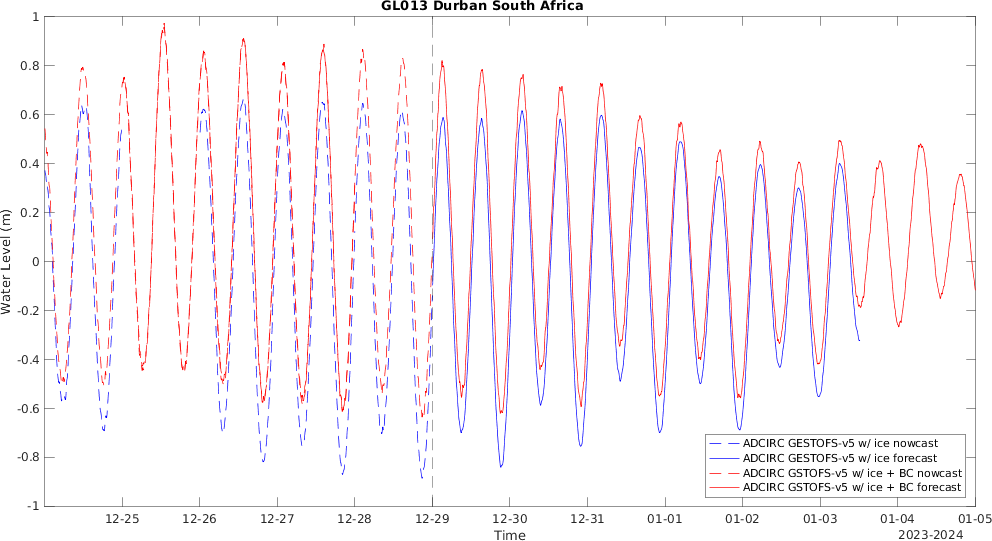 GL013 Durban South Africa
Water Level (m)
1
0.8
0.6
0.4
0.2
0
-0.2
-0.4
-0.6
-0.8
-1
ADCIRC GESTOFS-v5 w/ ice nowcast
ADCIRC GESTOFS-v5 w/ ice forecast
ADCIRC GSTOFS-v5 w/ ice + BC nowcast
ADCIRC GSTOFS-v5 w/ ice + BC forecast
12-25 12-26 12-27 12-28 12-29 12-30 12-31 01-01 01-02 01-03 01-04 01-05
Time
2023-2024